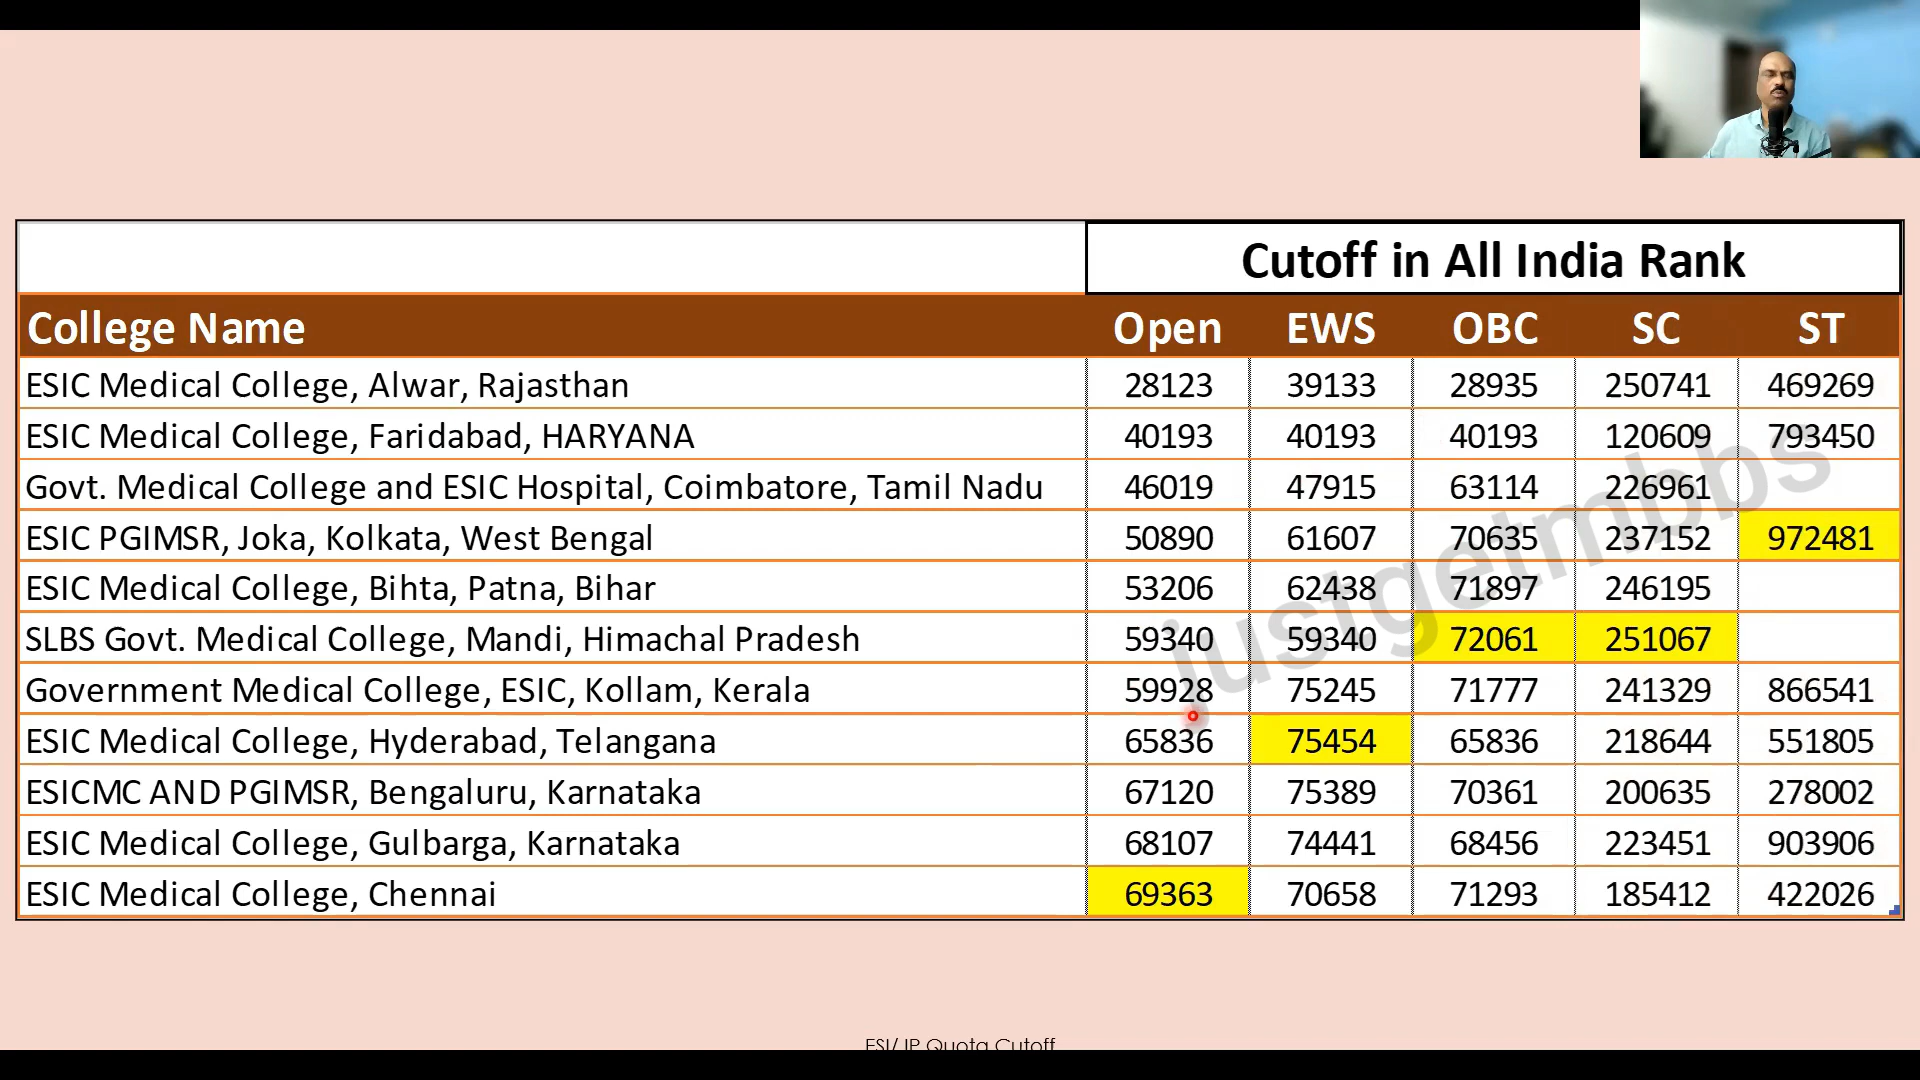 Cutoff in All India Rank
College Name Open EWS OBC SC ST
ESIC Medical College, Alwar, Rajasthan 28123 39133 28935 250741 469269
ESIC Medical College, Faridabad, HARYANA 40193 40193 40193 120609 793450
Govt. Medical College and ESIC Hospital, Coimbatore, Tamil Nadu 46019 47915 63114 226961
ESIC PGIMSR, Joka, Kolkata, West Bengal 50890 61607 70635 237152 972481
ESIC Medical College, Bihta, Patna, Bihar 53206 62438 71897 246195
SLBS Govt. Medical College, Mandi, Himachal Pradesh 59340 59340 72061 251067
Government Medical College, ESIC, Kollam, Kerala 59928 75245 71777 241329 866541
ESIC Medical College, Hyderabad, Telangana 65836 75454 65836 218644 551805
ESICMC AND PGIMSR, Bengaluru, Karnataka 67120 75389 70361 200635 278002
ESIC Medical College, Gulbarga, Karnataka 68107 74441 68456 223451 903906
ESIC Medical College, Chennai 69363 70658 71293 185412 422026
justgetmbbs
ESI/ IP Quota Cutoff